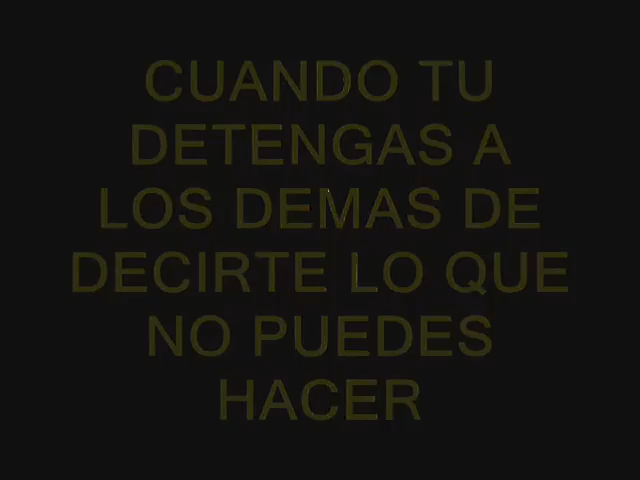 CUANDO TU
DETENGAS A
LOS DEMAS DE
DECIRTE LO QUE
NO PUEDES
HACER